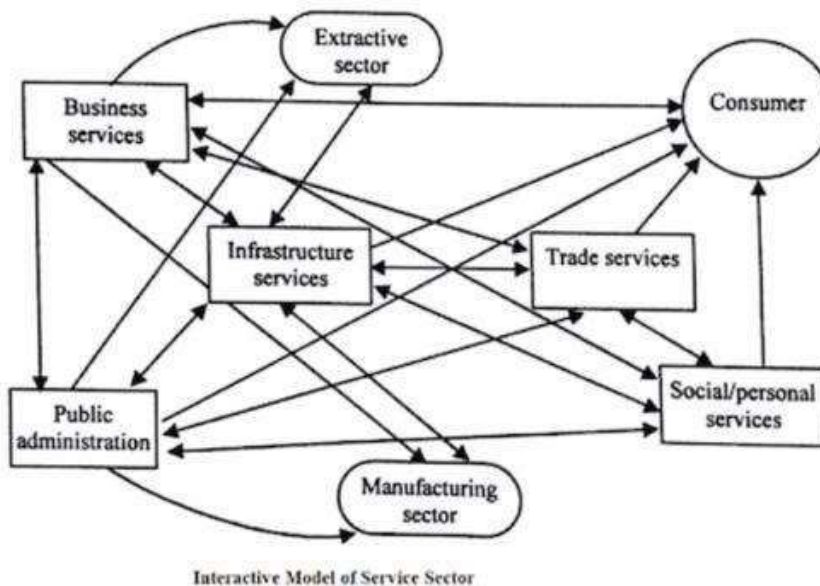 Extractive
sector
Business
services
Consumer
Infrastructure
services
Trade services
Public
administration
Social/personal
services
Manufacturing
sector
Interactive Model of Service Sector